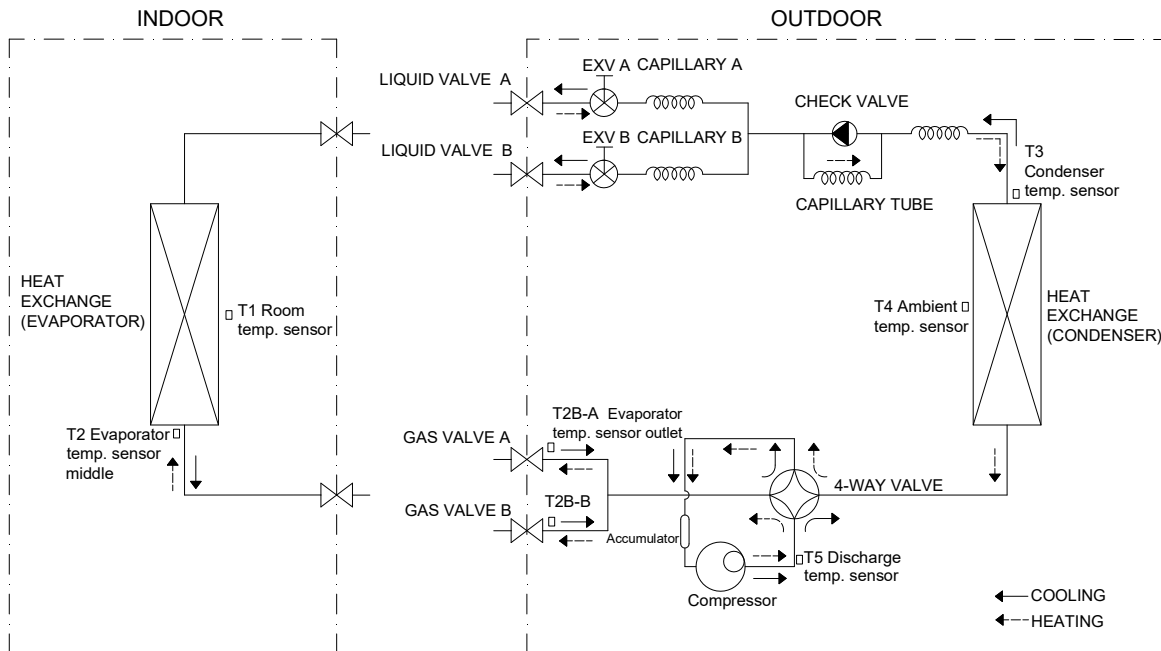 INDOOR
OUTDOOR
LIQUID VALVE A
EXV A
CAPILLARY A
CHECK VALVE
LIQUID VALVE B
EXV B
CAPILLARY B
CAPILLARY TUBE
T3
Condenser
temp. sensor
HEAT
EXCHANGE
(EVAPORATOR)
T1 Room
temp. sensor
T4 Ambient
temp. sensor
HEAT
EXCHANGE
(CONDENSER)
T2 Evaporator
temp. sensor
middle
GAS VALVE A
T2B-A Evaporator
temp. sensor outlet
4-WAY VALVE
GAS VALVE B
T2B-B
Accumulator
T5 Discharge
temp. sensor
Compressor
COOLING
HEATING